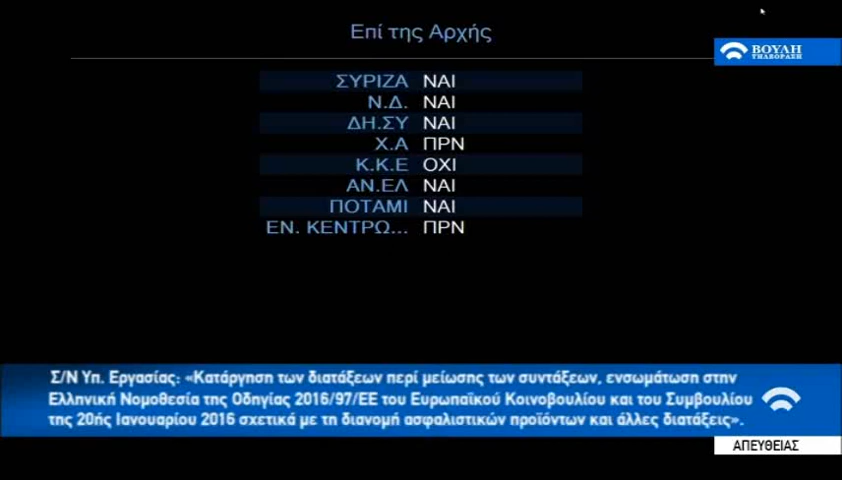 Επί της Αρχής
ΒΟΥΛΗ
ΤΗΛΕΟΡΑΣΗ
ΣΥΡΙΖΑ ΝΑΙ
Ν.Δ. ΝΑΙ
ΔΗ.ΣΥ ΝΑΙ
Χ.Α ΠΡΝ
Κ.Κ.Ε ΟΧΙ
ΑΝ.ΕΛ ΝΑΙ
ΠΟΤΑΜΙ ΝΑΙ
ΕΝ. ΚΕΝΤΡΩ... ΠΡΝ
Σ/Ν Υπ. Εργασίας: «Κατάργηση των διατάξεων περί μείωσης των συντάξεων, ενσωμάτωση στην
Ελληνική Νομοθεσία της Οδηγίας 2016/97/ΕΕ του Ευρωπαϊκού Κοινοβουλίου και του Συμβουλίου
της 20ής Ιανουαρίου 2016 σχετικά με τη διανομή ασφαλιστικών προϊόντων και άλλες διατάξεις».
ΑΠΕΥΘΕΙΑΣ